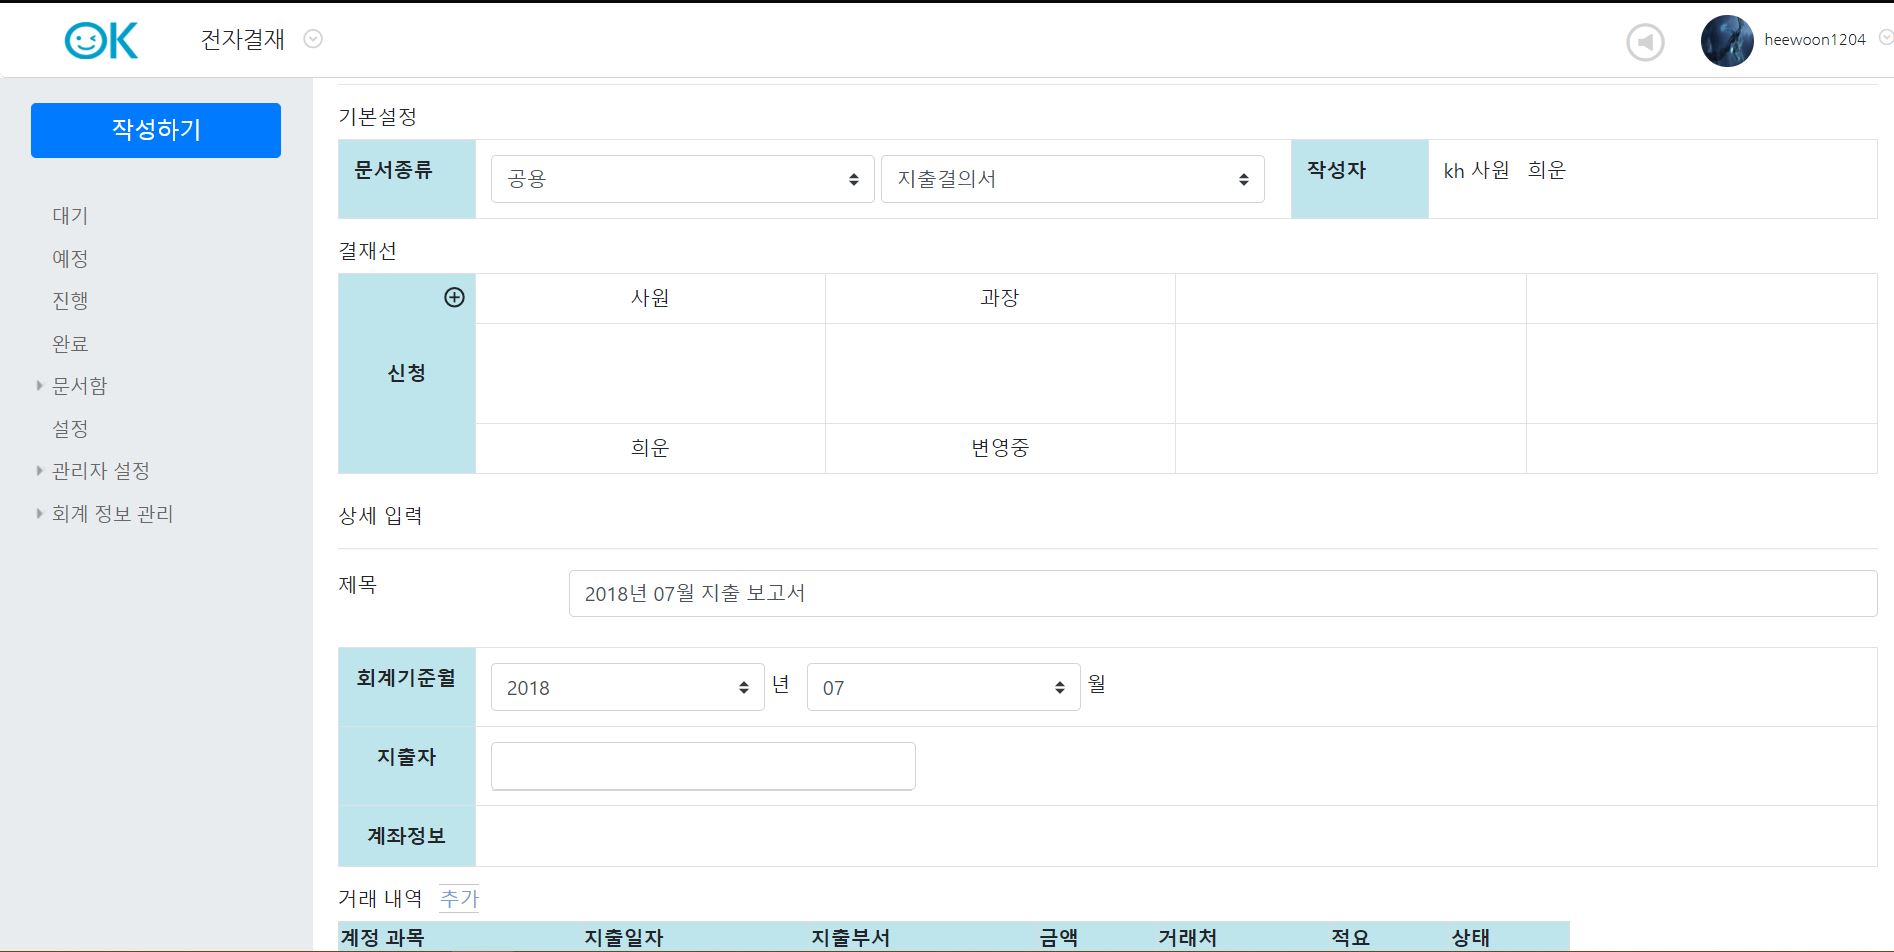 OK 전자결재 heewoon1204
작성하기
대기
예정
진행
완료
문서함
설정
관리자 설정
회계 정보 관리
기본설정
문서종류 공용 지출결의서 작성자 kh 사원 희운
결재선
사원 과장
신청
희운 변영중
상세 입력
제목 2018년 07월 지출 보고서
회계기준월 2018 년 07 월
지출자
계좌정보
거래 내역 추가
계정 과목 지출일자 지출부서 금액 거래처 적요 상태